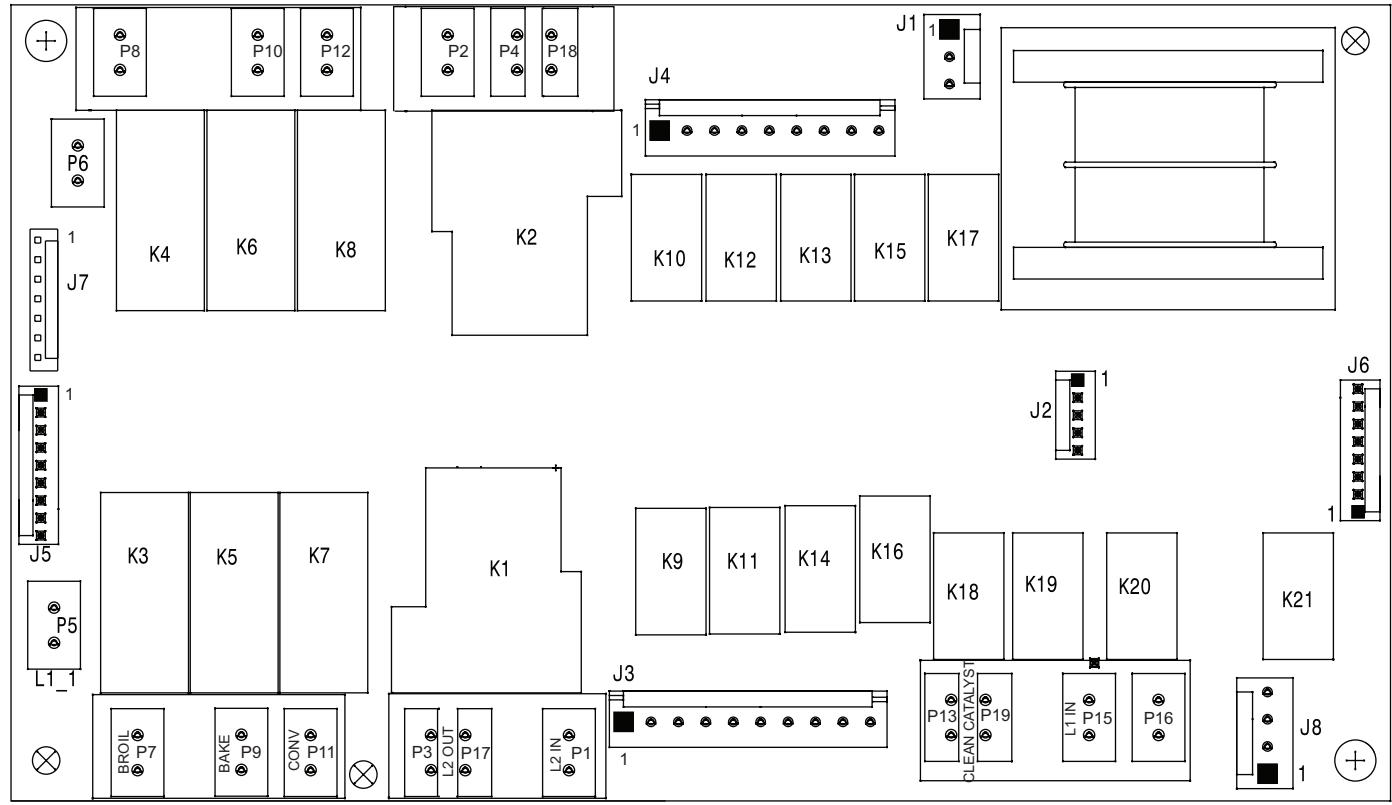 P8
P10
P12
P2
P4
P18
J1
1
J4
1
P6
1
J7
K4
K6
K8
K2
K10
K12
K13
K15
K17
1
J5
J2
1
J6
1
K3
K5
K7
K1
K9
K11
K14
K16
K18
K19
K20
K21
P5
L1_1
J3
1
BROIL
P7
BAKE
P9
CONV
P11
P3
L2 OUT
P17
L2 IN
P1
P13
CLEAN CATALYST
P19
L1 IN
P15
P16
J8
1